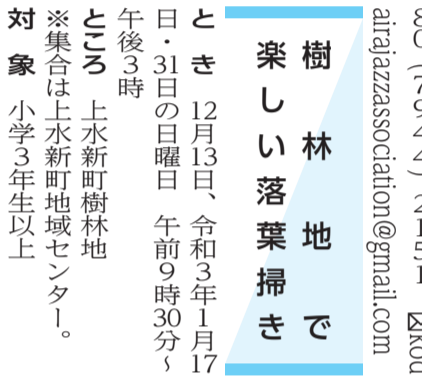 airajazzassociation@gmail.com
樹林地で
楽しい落葉掃き
とき 12月13日、令和3年1月17
日・31日の日曜日 午前9時30分~
午後3時
ところ 上水新町樹林地
※集合は上水新町地域センター。
対象 小学3年生以上